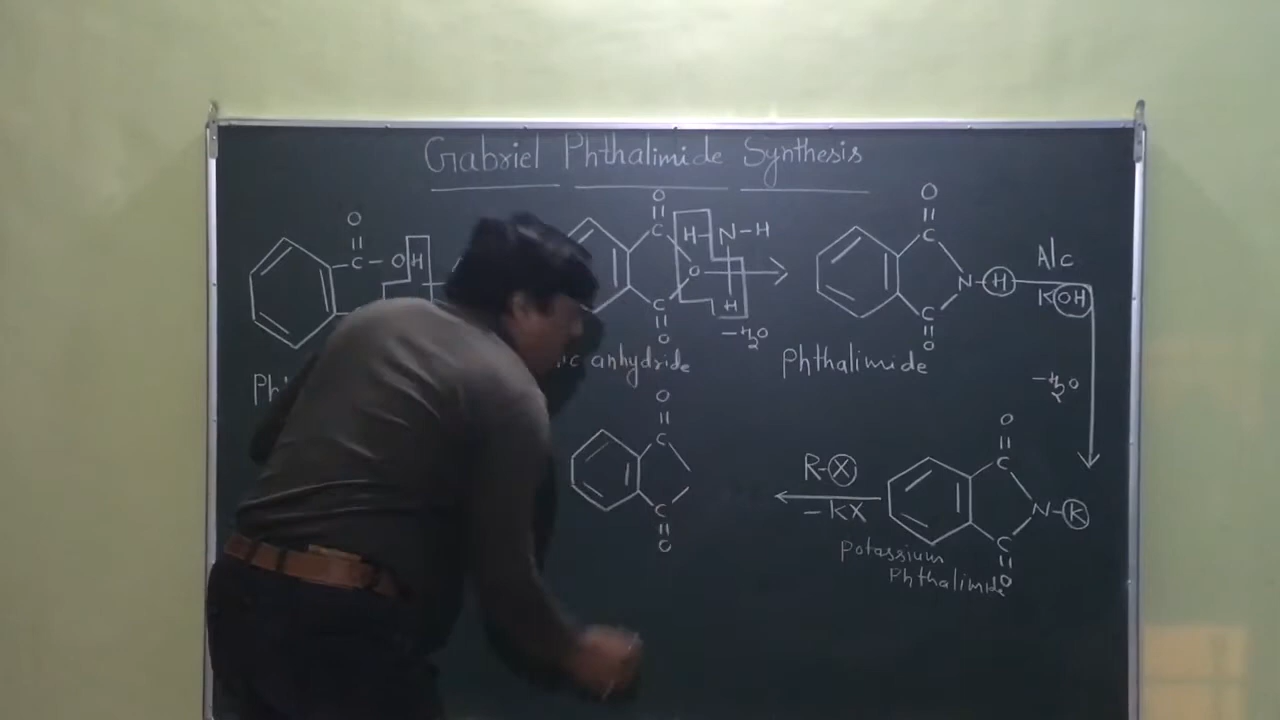 Gabriel Phthalimide Synthesis
O
O
O
C - OH
C
H-N-H
C
Alc
O
N-H
KOH
C
H
C
O
-H2O
O
anhydride
Phthalimide
-H2O
O
O
C
R-X
C
-KX
N-K
C
C
O
Potassium
Phthalimide
O